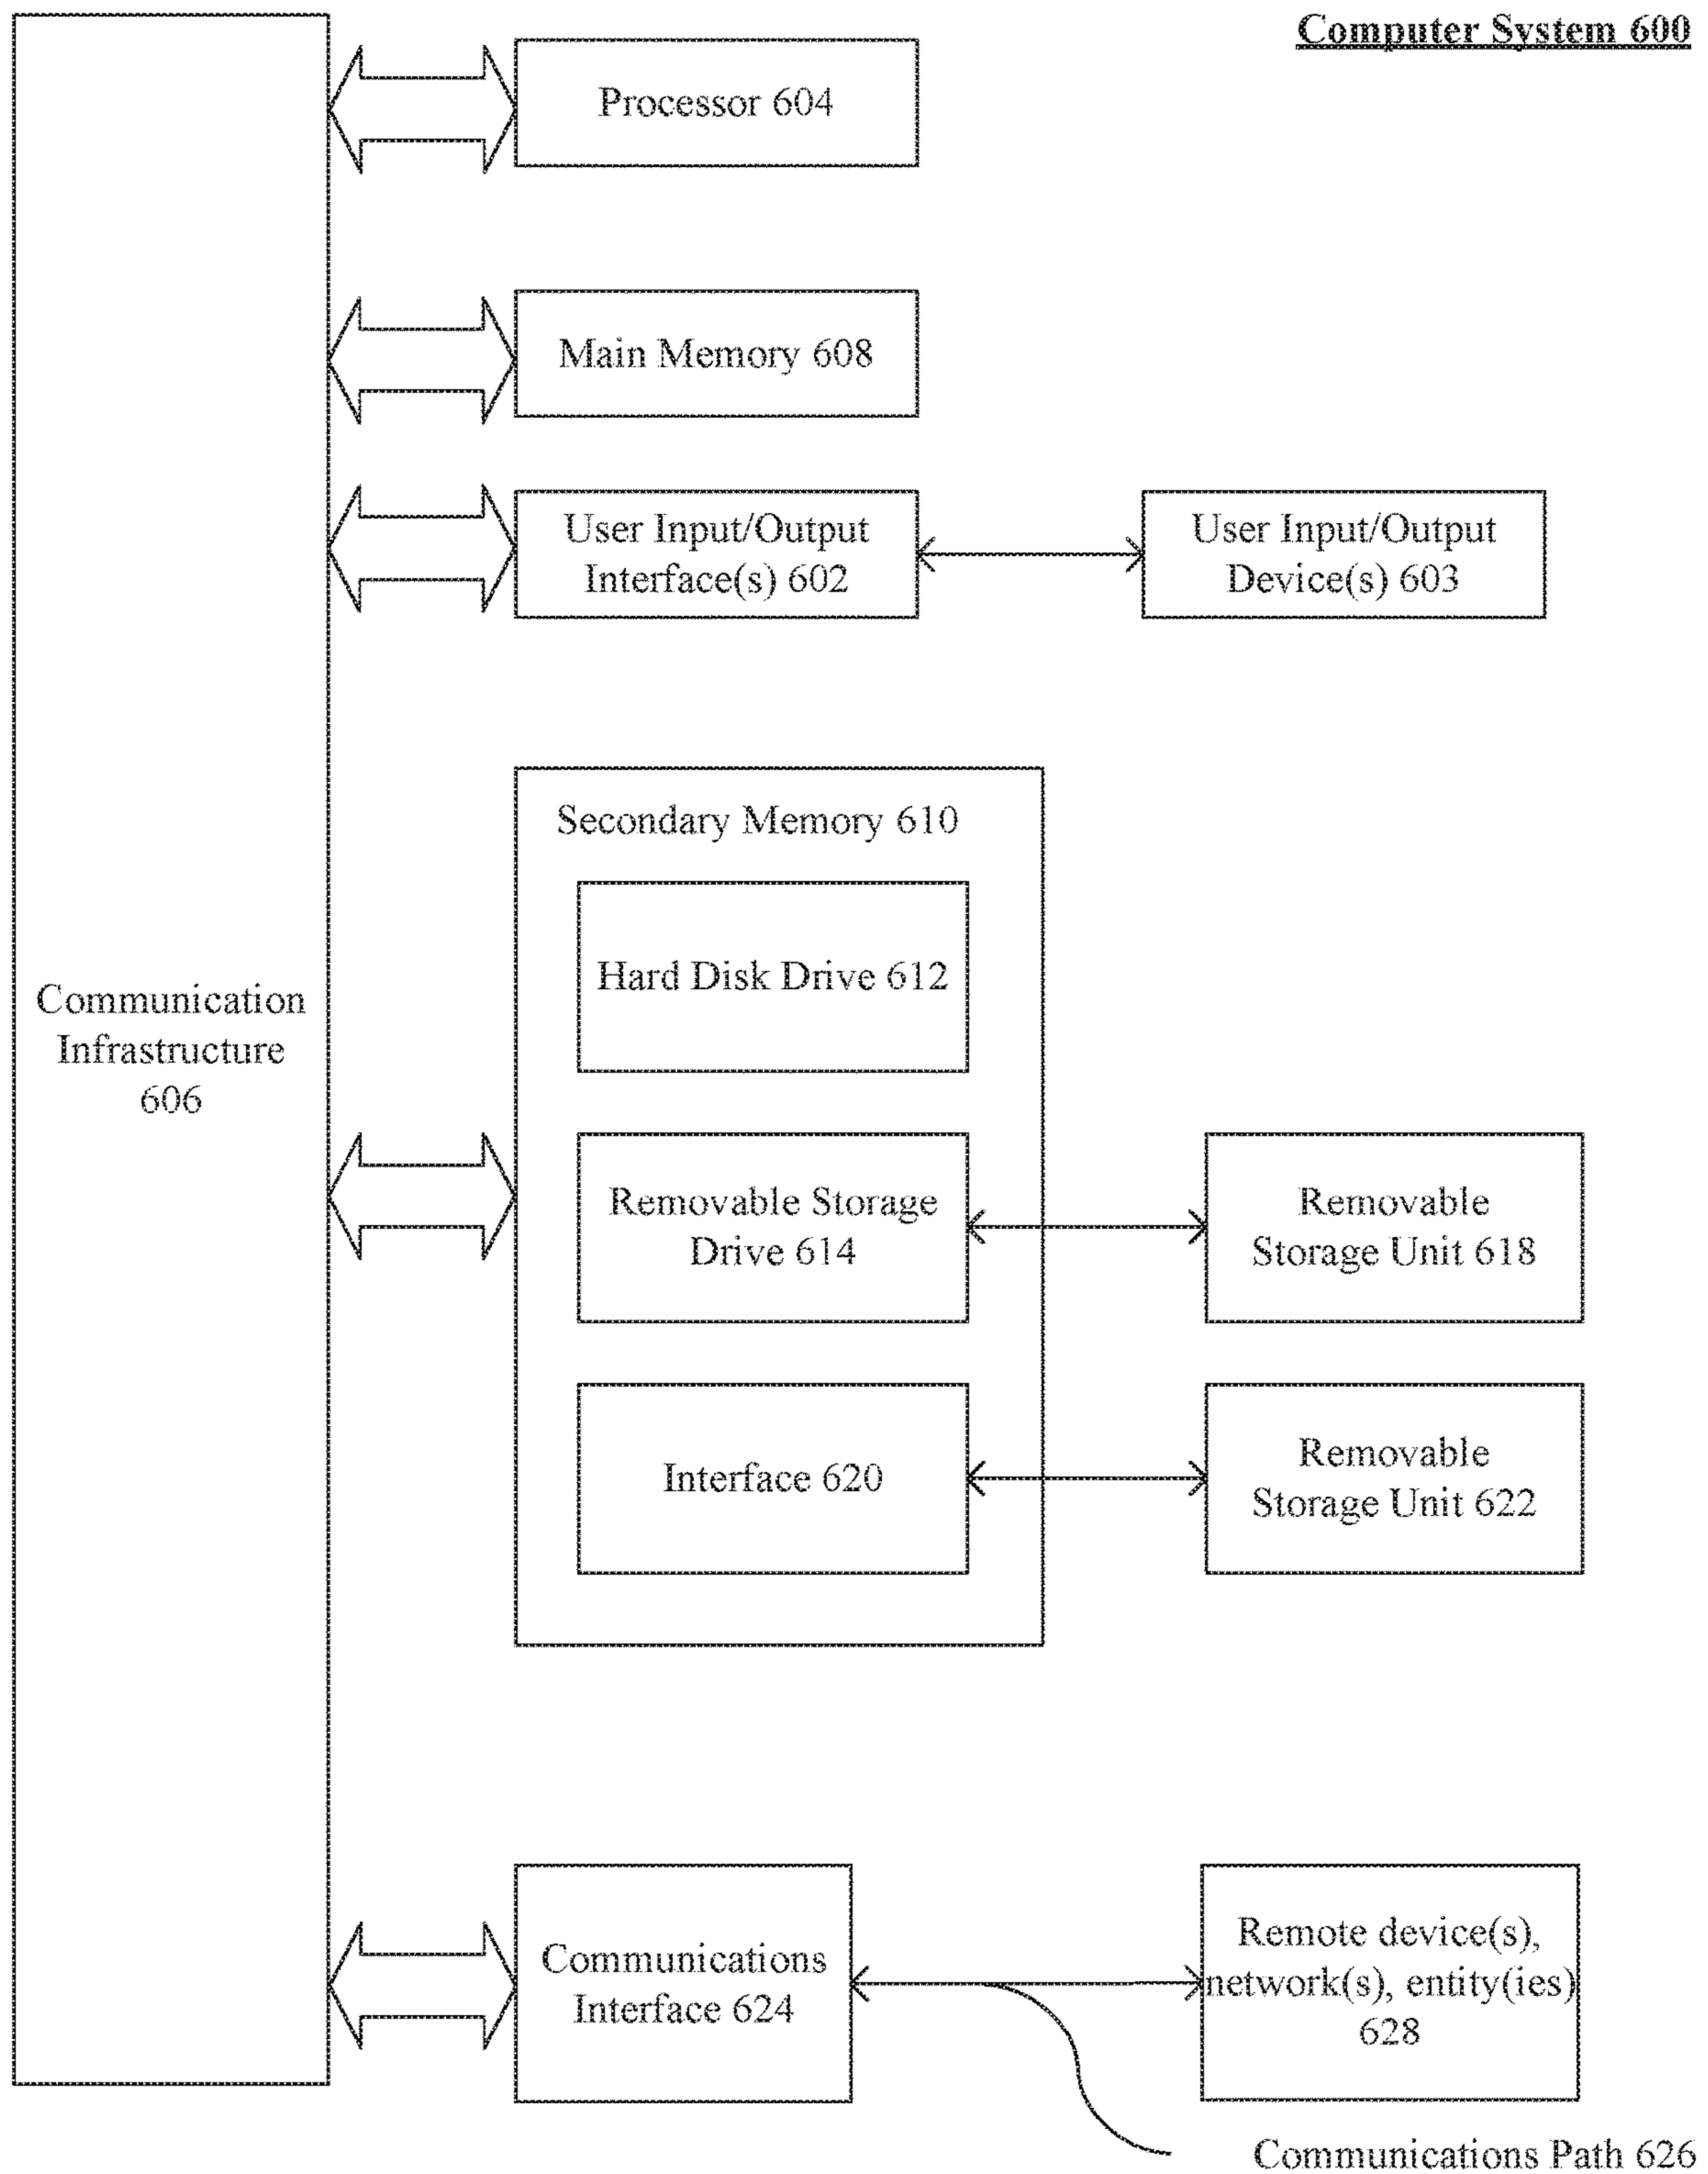 Computer System 600
Processor 604
Main Memory 608
User Input/Output
Interface(s) 602
User Input/Output
Device(s) 603
Secondary Memory 610
Hard Disk Drive 612
Communication
Infrastructure
606
Removable Storage
Drive 614
Removable
Storage Unit 618
Interface 620
Removable
Storage Unit 622
Communications
Interface 624
Remote device(s),
network(s), entity(ies)
628
Communications Path 626